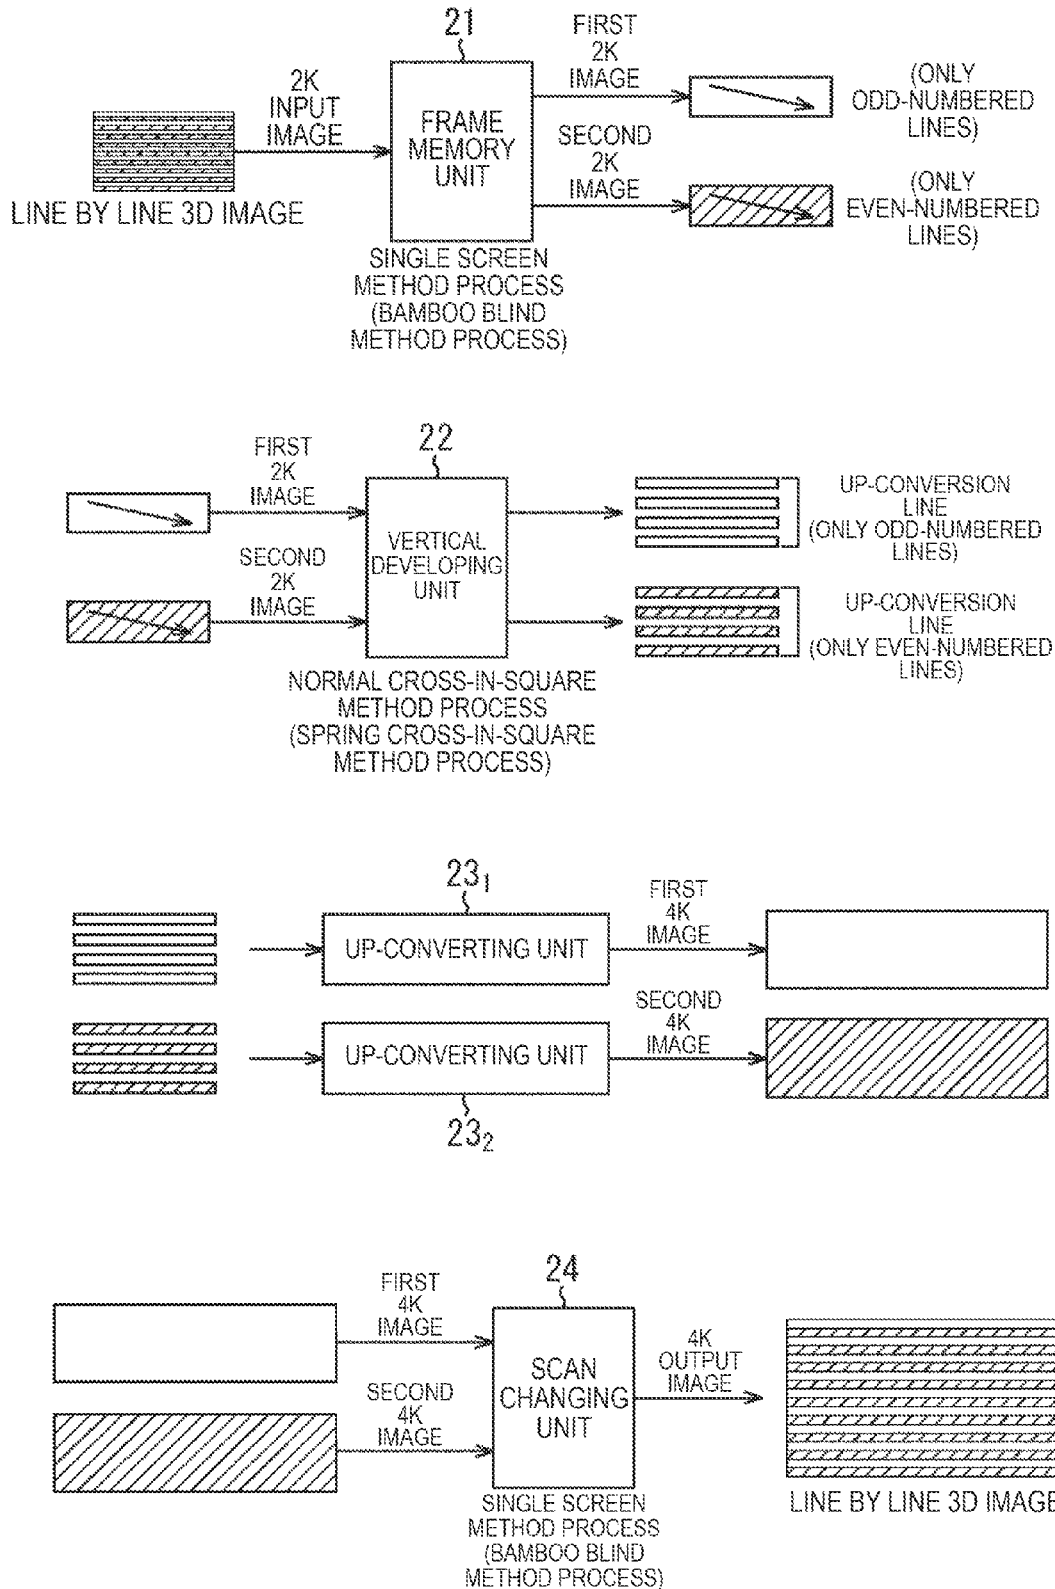 21
FIRST
2K
IMAGE
2K
INPUT
IMAGE
FRAME
MEMORY
UNIT
(ONLY
ODD-NUMBERED
LINES)
SECOND
2K
IMAGE
(ONLY
EVEN-NUMBERED
LINES)
LINE BY LINE 3D IMAGE
SINGLE SCREEN
METHOD PROCESS
(BAMBOO BLIND
METHOD PROCESS)
22
FIRST
2K
IMAGE
SECOND
2K
IMAGE
VERTICAL
DEVELOPING
UNIT
UP-CONVERSION
LINE
(ONLY ODD-NUMBERED
LINES)
UP-CONVERSION
LINE
(ONLY EVEN-NUMBERED
LINES)
NORMAL CROSS-IN-SQUARE
METHOD PROCESS
(SPRING CROSS-IN-SQUARE
METHOD PROCESS)
23₁
UP-CONVERTING UNIT
FIRST
4K
IMAGE
UP-CONVERTING UNIT
SECOND
4K
IMAGE
23₂
24
FIRST
4K
IMAGE
SECOND
4K
IMAGE
SCAN
CHANGING
UNIT
4K
OUTPUT
IMAGE
LINE BY LINE 3D IMAGE
SINGLE SCREEN
METHOD PROCESS
(BAMBOO BLIND
METHOD PROCESS)